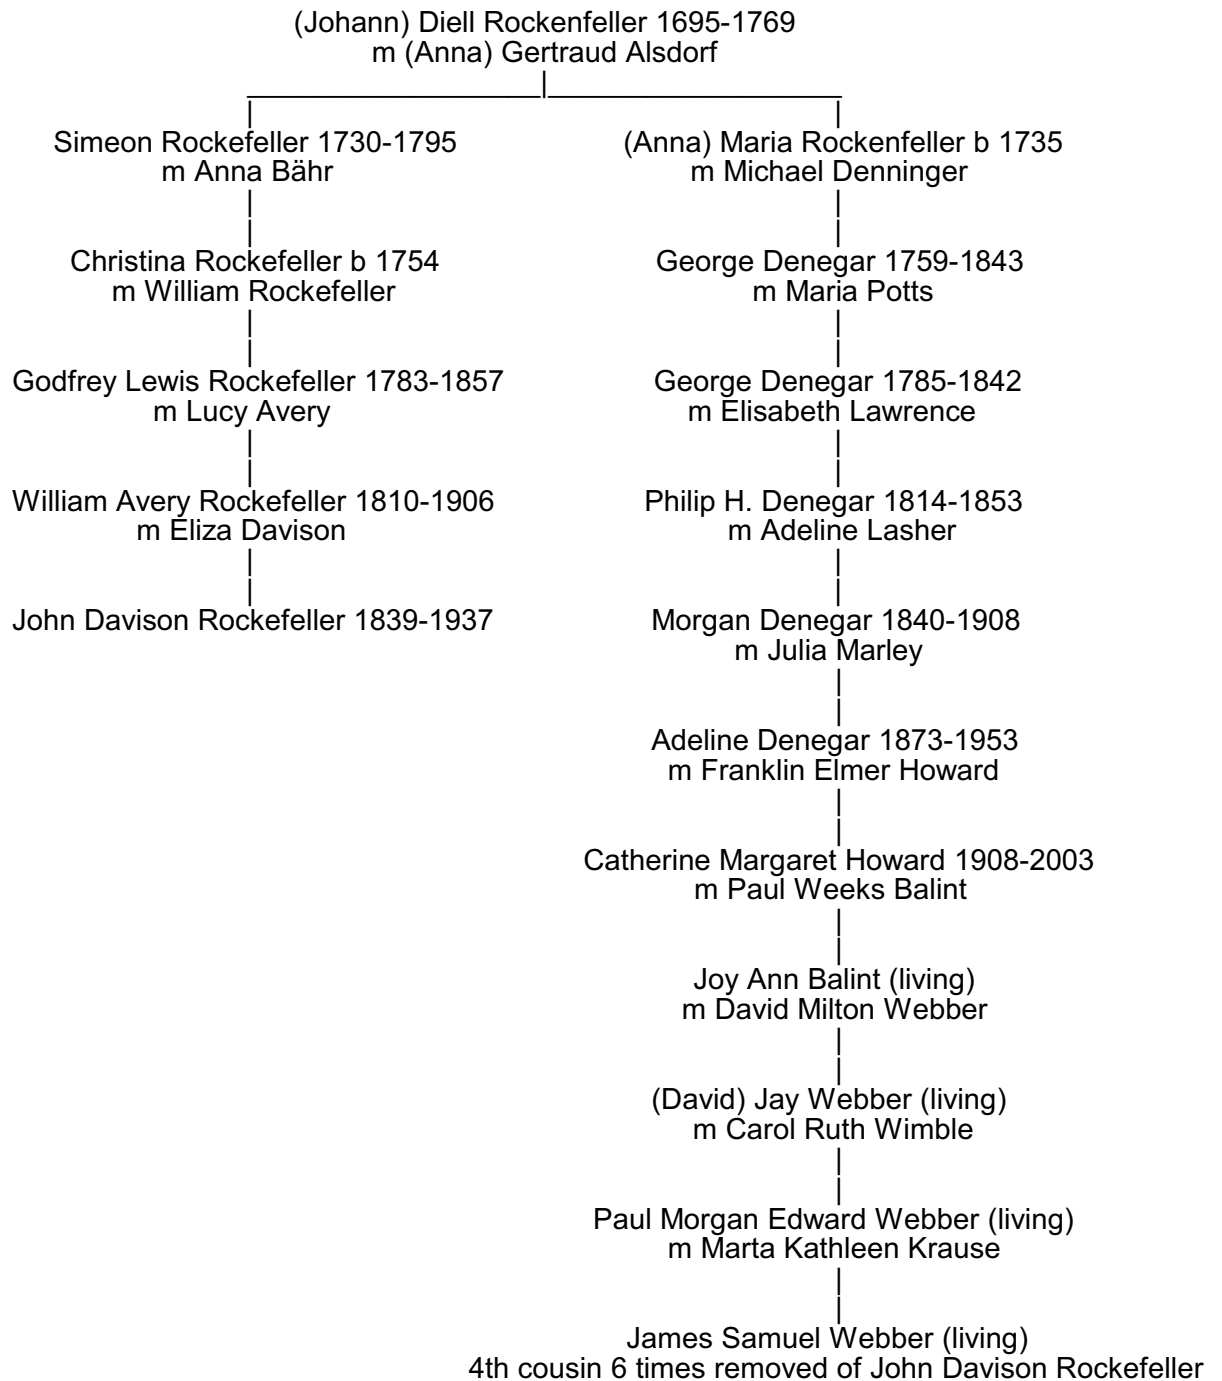 (Johann) Diell Rockenfeller 1695-1769
m (Anna) Gertraud Alsdorf
Simeon Rockefeller 1730-1795
m Anna Bähr
(Anna) Maria Rockenfeller b 1735
m Michael Denninger
Christina Rockefeller b 1754
m William Rockefeller
George Denegar 1759-1843
m Maria Potts
Godfrey Lewis Rockefeller 1783-1857
m Lucy Avery
George Denegar 1785-1842
m Elisabeth Lawrence
William Avery Rockefeller 1810-1906
m Eliza Davison
Philip H. Denegar 1814-1853
m Adeline Lasher
John Davison Rockefeller 1839-1937
Morgan Denegar 1840-1908
m Julia Marley
Adeline Denegar 1873-1953
m Franklin Elmer Howard
Catherine Margaret Howard 1908-2003
m Paul Weeks Balint
Joy Ann Balint (living)
m David Milton Webber
(David) Jay Webber (living)
m Carol Ruth Wimble
Paul Morgan Edward Webber (living)
m Marta Kathleen Krause
James Samuel Webber (living)
4th cousin 6 times removed of John Davison Rockefeller